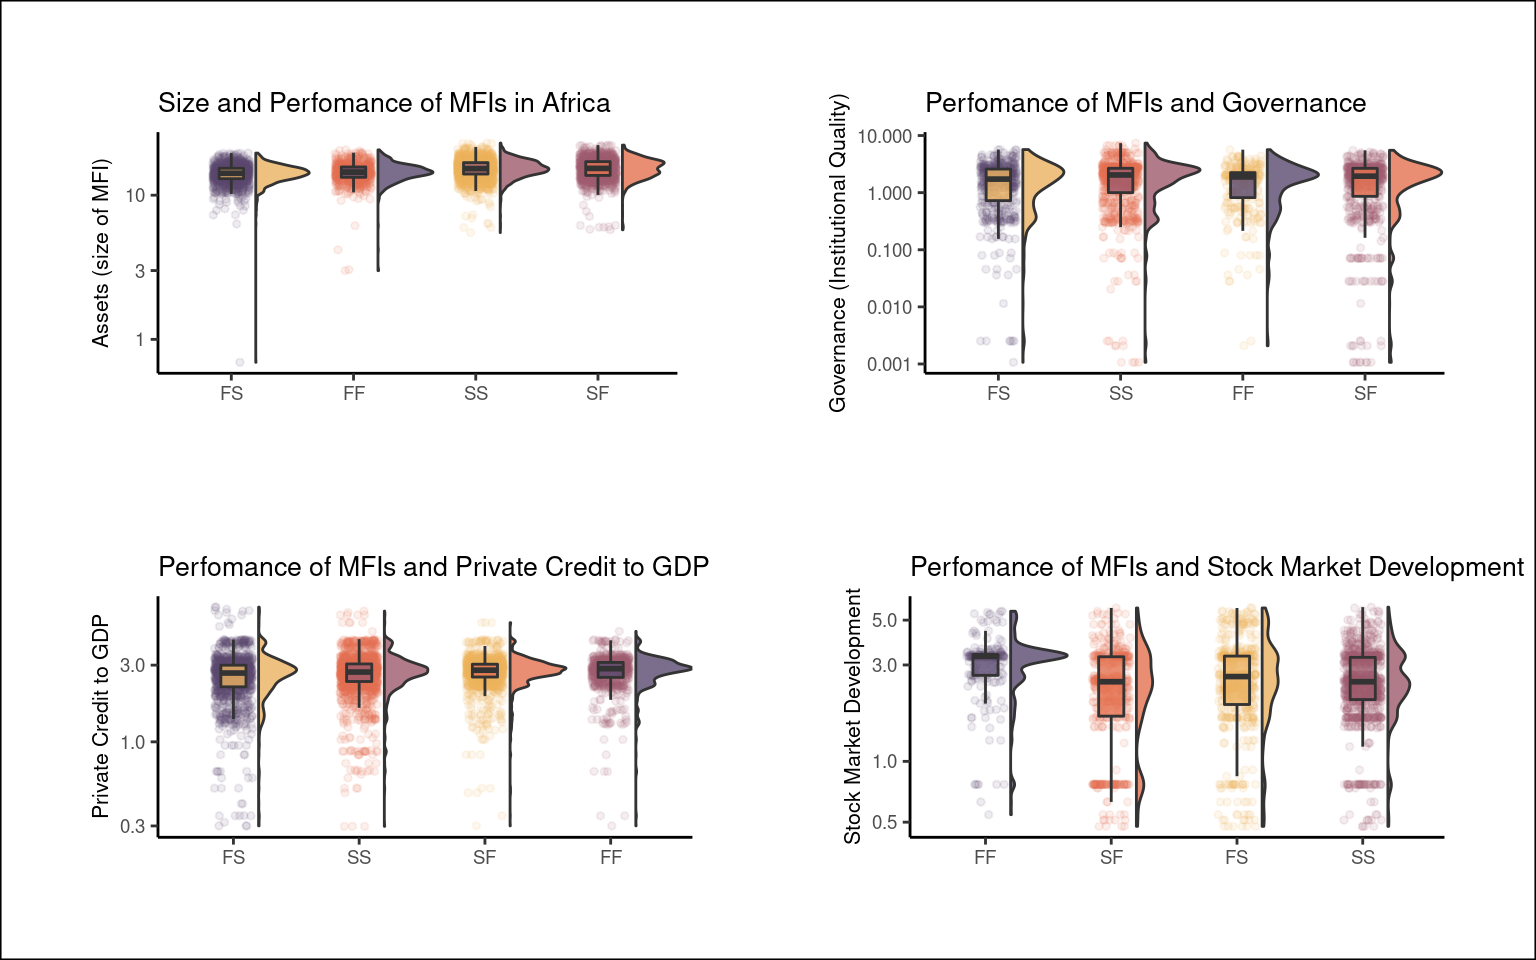 Size and Perfomance of MFIs in Africa
Assets (size of MFI)
10
3
1
FS FF SS SF
Perfomance of MFIs and Governance
Governance (Institutional Quality)
10.000
1.000
0.100
0.010
0.001
FS SS FF SF
Perfomance of MFIs and Private Credit to GDP
Private Credit to GDP
3.0
1.0
0.3
FS SS SF FF
Perfomance of MFIs and Stock Market Development
Stock Market Development
5.0
3.0
1.0
0.5
FF SF FS SS